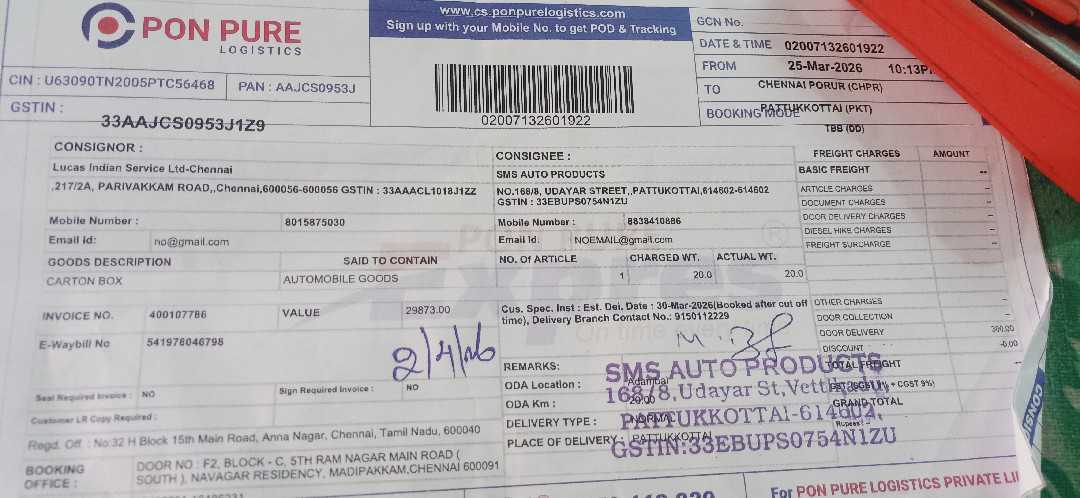 PON PURE
LOGISTICS
www.cs.ponpurelogistics.com
Sign up with your Mobile No. to get POD & Tracking
02007132601922
CIN : U63090TN2005PTC56468
PAN : AAJCS0953J
GSTIN :
33AAJCS0953J1Z9
GCN No.
DATE & TIME 02007132601922
FROM 25-Mar-2026 10:13P
TO CHENNAI PORUR (CHPR)
BOOKING MODE PATTUKKOTTAI (PKT)
TBB (DD)
CONSIGNOR :
Lucas Indian Service Ltd-Chennai
,217/2A, PARIVAKKAM ROAD,,Chennai,600056-600056 GSTIN : 33AAACL1018J1ZZ
Mobile Number : 8015875030
Email Id: no@gmail.com
CONSIGNEE :
SMS AUTO PRODUCTS
NO.168/8, UDAYAR STREET,,PATTUKOTTAI,614602-614602
GSTIN : 33EBUPS0754N1ZU
Mobile Number : 8838410886
Email Id: NOEMAIL@gmail.com
FREIGHT CHARGES AMOUNT
BASIC FREIGHT --
ARTICLE CHARGES --
DOCUMENT CHARGES --
DOOR DELIVERY CHARGES --
DIESEL HIKE CHARGES --
FREIGHT SURCHARGE --
OTHER CHARGES --
DOOR COLLECTION --
DOOR DELIVERY
DISCOUNT -0.00
TOTAL FREIGHT
CGST 9%)
GRAND TOTAL
Rupees :
GOODS DESCRIPTION SAID TO CONTAIN
CARTON BOX AUTOMOBILE GOODS
NO. Of ARTICLE CHARGED WT. ACTUAL WT.
1 20.0 20.0
Expres
On time
INVOICE NO. 400107786 VALUE 29873.00
E-Waybill No 541976046798
2/4/26
Cus. Spec. Inst : Est. Del. Date : 30-Mar-2026(Booked after cut off
time), Delivery Branch Contact No.: 9150112229
Seal Required Invoice : NO Sign Required Invoice : NO
Customer LR Copy Required :
REMARKS:
ODA Location :
ODA Km : 20.00
DELIVERY TYPE : NORMAL
PLACE OF DELIVERY : PATTUKKOTTAI
SMS AUTO PRODUCTS
168/8, Udayar St,
PATTUKKOTTAI-614602,
GSTIN:33EBUPS0754N1ZU
Regd. Off : No:32 H Block 15th Main Road, Anna Nagar, Chennai, Tamil Nadu, 600040
BOOKING OFFICE : DOOR NO : F2, BLOCK - C, 5TH RAM NAGAR MAIN ROAD (
SOUTH ), NAVAGAR RESIDENCY, MADIPAKKAM,CHENNAI 600091
For PON PURE LOGISTICS PRIVATE LI
CONSI